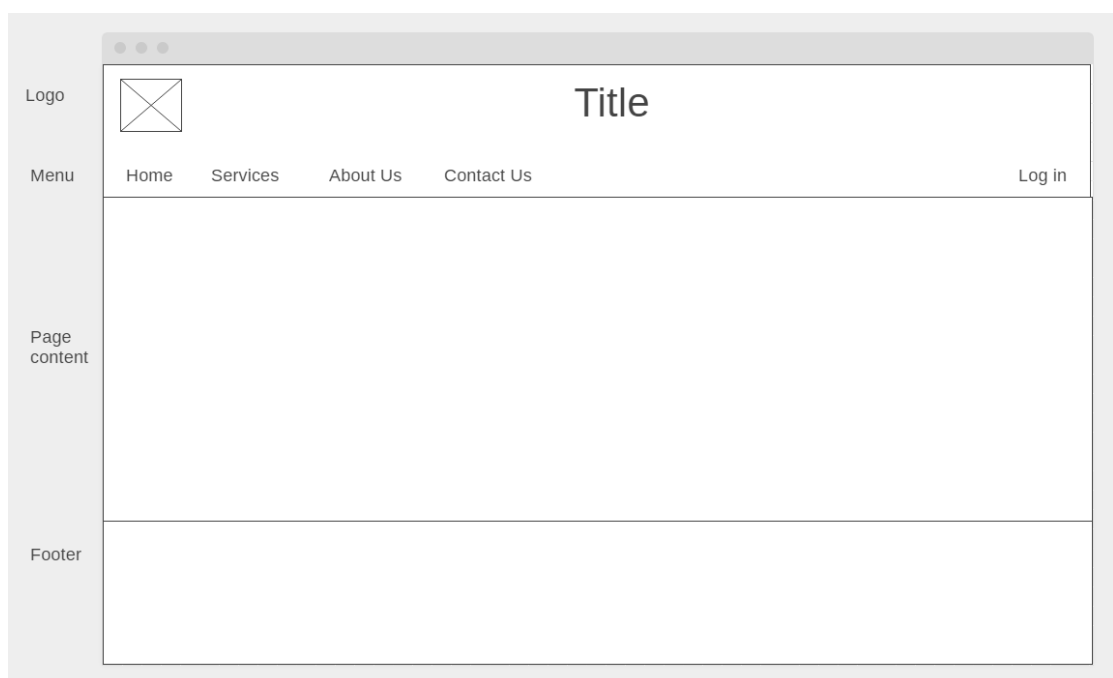 Logo
Title
Menu
Home Services About Us Contact Us Log in
Page
content
Footer